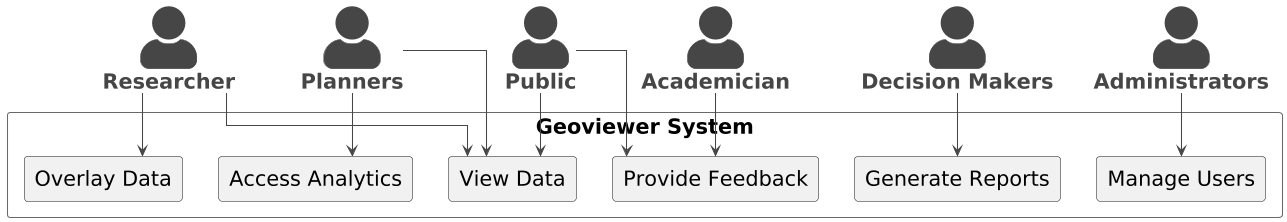 Researcher
Planners
Public
Academician
Decision Makers
Administrators
Geoviewer System
Overlay Data
Access Analytics
View Data
Provide Feedback
Generate Reports
Manage Users